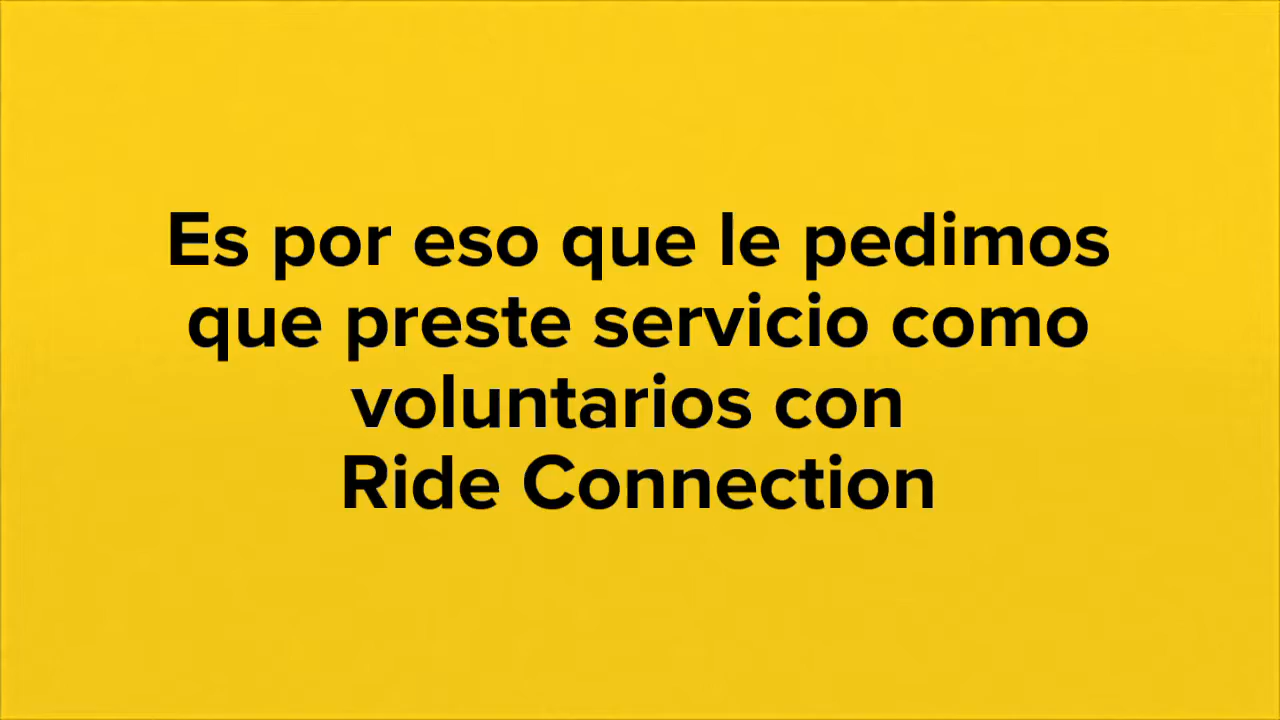 Es por eso que le pedimos
que preste servicio como
voluntarios con
Ride Connection